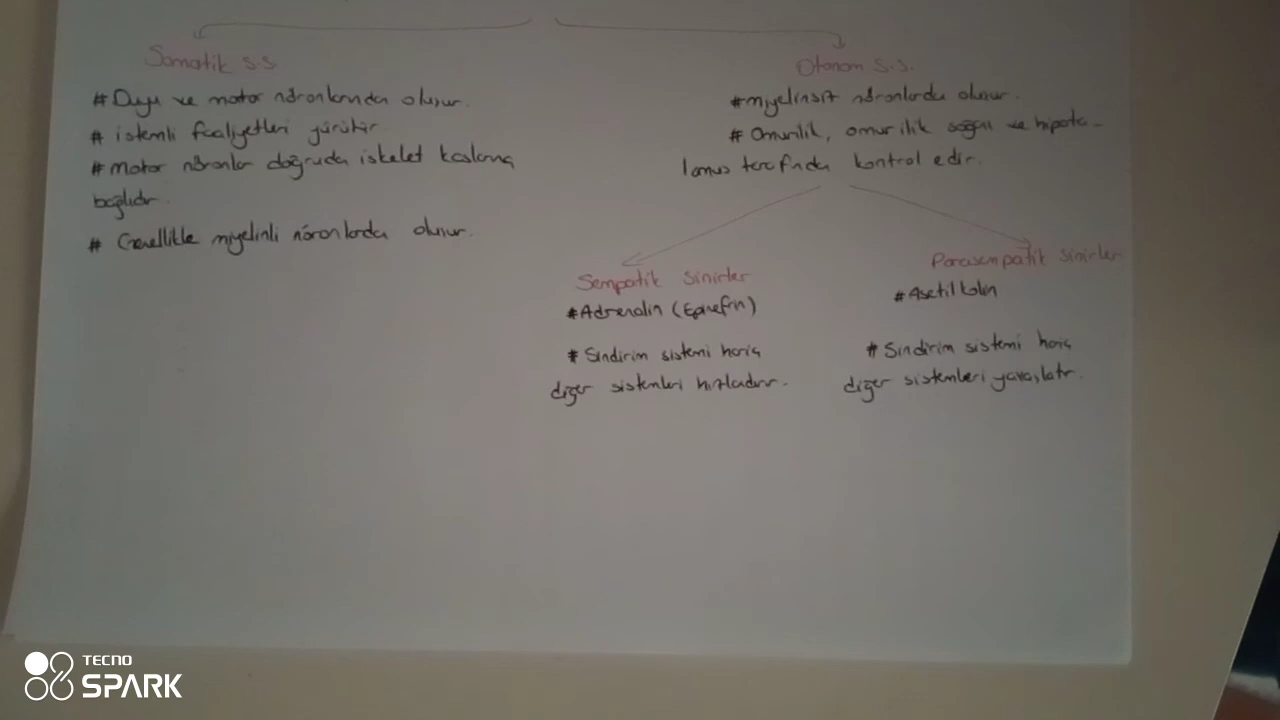 Somatik S.S
# Duyu ve motor nöronlarından oluşur.
# istemli faaliyetleri yürütür
# motor nöronlar doğrudan iskelet kaslarına
bağlıdır.
# Genellikle miyelinli nöronlardan oluşur.
Otonom S.S.
#miyelinsiz nöronlardan oluşur.
# Omurilik, omurilik soğanı ve hipota-
lamus tarafından kontrol edilir.
Sempatik Sinirler
#Adrenalin (Epinefrin)
# Sindirim sistemi hariç
diğer sistemleri hızlandırır.
Parasempatik Sinirler
#Asetilkolin
# Sindirim sistemi hariç
diğer sistemleri yavaşlatır.
TECNO
SPARK